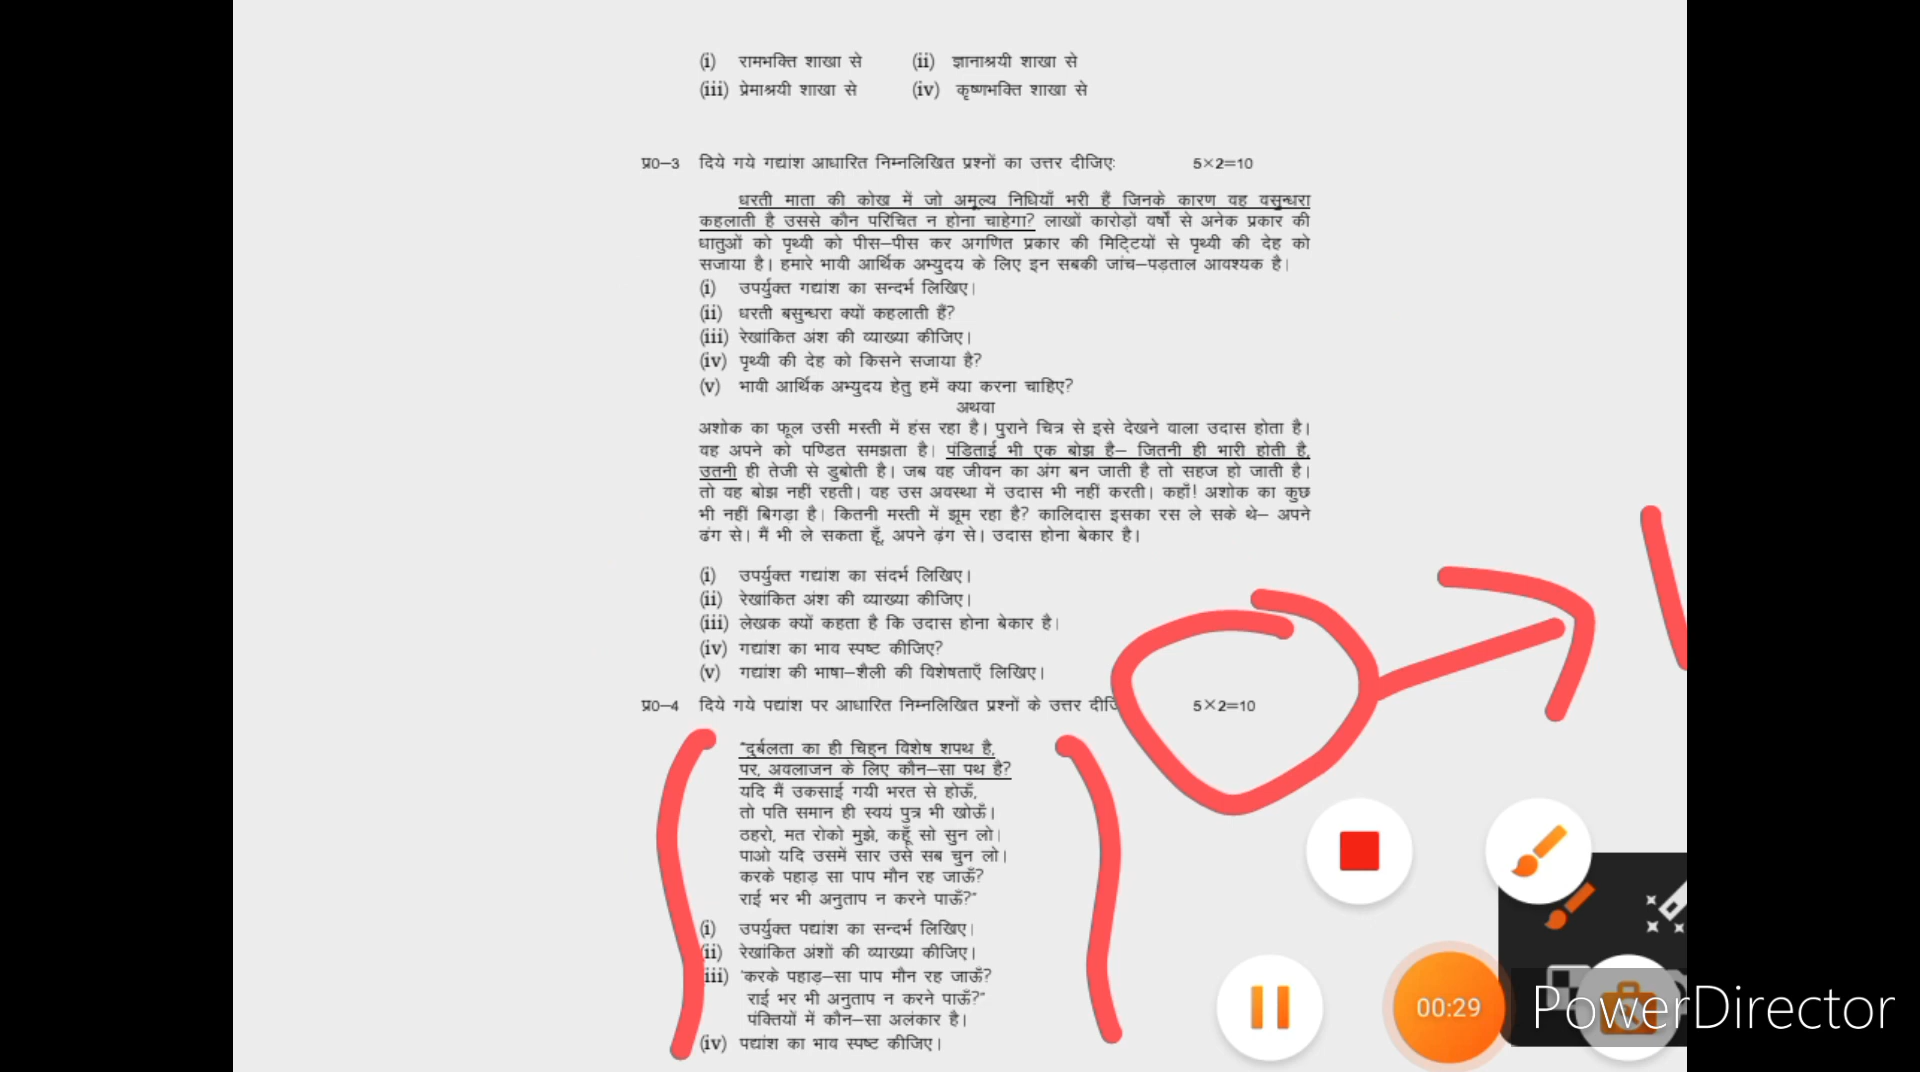 (i) रामभक्ति शाखा से (ii) ज्ञानाश्रयी शाखा से
(iii) प्रेमाश्रयी शाखा से (iv) कृष्णभक्ति शाखा से
प्र0–3 दिये गये गद्यांश आधारित निम्नलिखित प्रश्नों का उत्तर दीजिए: 5×2=10
धरती माता की कोख में जो अमूल्य निधियाँ भरी हैं जिनके कारण वह वसुन्धरा
कहलाती है उससे कौन परिचित न होना चाहेगा? लाखों कारोड़ों वर्षों से अनेक प्रकार की
धातुओं को पृथ्वी को पीस–पीस कर अगणित प्रकार की मिट्टियों से पृथ्वी की देह को
सजाया है। हमारे भावी आर्थिक अभ्युदय के लिए इन सबकी जांच–पड़ताल आवश्यक है।
(i) उपर्युक्त गद्यांश का सन्दर्भ लिखिए।
(ii) धरती बसुन्धरा क्यों कहलाती हैं?
(iii) रेखांकित अंश की व्याख्या कीजिए।
(iv) पृथ्वी की देह को किसने सजाया है?
(v) भावी आर्थिक अभ्युदय हेतु हमें क्या करना चाहिए?
अथवा
अशोक का फूल उसी मस्ती में हंस रहा है। पुराने चित्र से इसे देखने वाला उदास होता है।
वह अपने को पण्डित समझता है। पंडिताई भी एक बोझ है– जितनी ही भारी होती है,
उतनी ही तेजी से डुबोती है। जब वह जीवन का अंग बन जाती है तो सहज हो जाती है।
तो वह बोझ नहीं रहती। वह उस अवस्था में उदास भी नहीं करती। कहाँ! अशोक का कुछ
भी नहीं बिगड़ा है। कितनी मस्ती में झूम रहा है? कालिदास इसका रस ले सके थे– अपने
ढंग से। मैं भी ले सकता हूँ, अपने ढ़ंग से। उदास होना बेकार है।
(i) उपर्युक्त गद्यांश का संदर्भ लिखिए।
(ii) रेखांकित अंश की व्याख्या कीजिए।
(iii) लेखक क्यों कहता है कि उदास होना बेकार है।
(iv) गद्यांश का भाव स्पष्ट कीजिए?
(v) गद्यांश की भाषा–शैली की विशेषताएँ लिखिए।
प्र0–4 दिये गये पद्यांश पर आधारित निम्नलिखित प्रश्नों के उत्तर 5×2=10
"दुर्बलता का ही चिह्न विशेष शपथ है,
पर, अवलाजन के लिए कौन–सा पथ है?
यदि मैं उकसाई गयी भरत से होऊँ,
तो पति समान ही स्वयं पुत्र भी खोऊँ।
ठहरो, मत रोको मुझे, कहूँ सो सुन लो।
पाओ यदि उसमें सार उसे सब चुन लो।
करके पहाड़ सा पाप मौन रह जाऊँ?
राई भर भी अनुताप न करने पाऊँ?"
(i) उपर्युक्त पद्यांश का सन्दर्भ लिखिए।
(ii) रेखांकित अंशों की व्याख्या कीजिए।
(iii) 'करके पहाड़–सा पाप मौन रह जाऊँ?
राई भर भी अनुताप न करने पाऊँ?"
पंक्तियों में कौन–सा अलंकार है।
(iv) पद्यांश का भाव स्पष्ट कीजिए।
00:29
PowerDirector